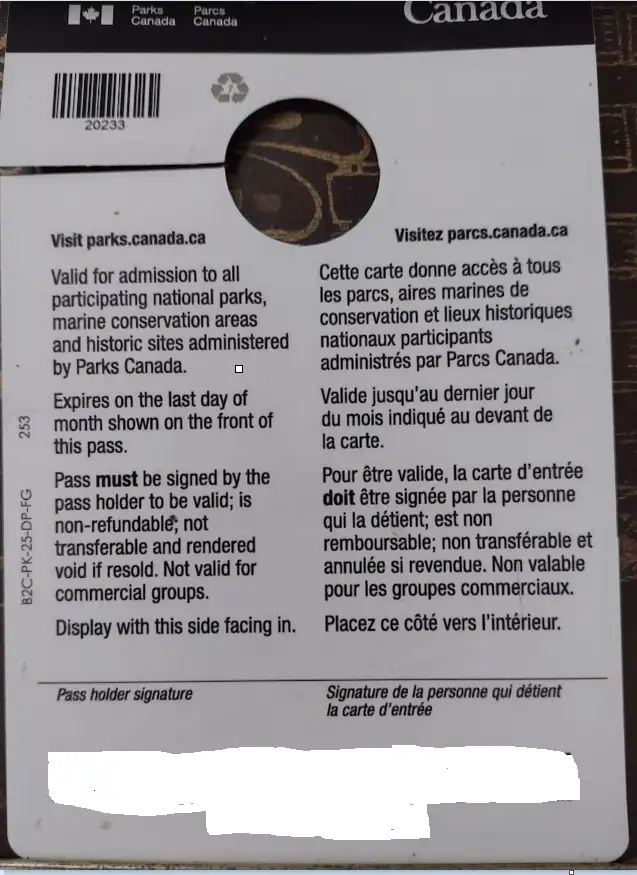 Parks
Canada
Parcs
Canada
Canada
20233
Visit parks.canada.ca
Valid for admission to all
participating national parks,
marine conservation areas
and historic sites administered
by Parks Canada.
Expires on the last day of
month shown on the front of
this pass.
Pass must be signed by the
pass holder to be valid; is
non-refundable; not
transferable and rendered
void if resold. Not valid for
commercial groups.
Display with this side facing in.
Visitez parcs.canada.ca
Cette carte donne accès à tous
les parcs, aires marines de
conservation et lieux historiques
nationaux participants
administrés par Parcs Canada.
Valide jusqu'au dernier jour
du mois indiqué au devant de
la carte.
Pour être valide, la carte d'entrée
doit être signée par la personne
qui la détient; est non
remboursable; non transférable et
annulée si revendue. Non valable
pour les groupes commerciaux.
Placez ce côté vers l'intérieur.
Pass holder signature
Signature de la personne qui détient
la carte d'entrée
B2C-PK-25-DP-FG 253